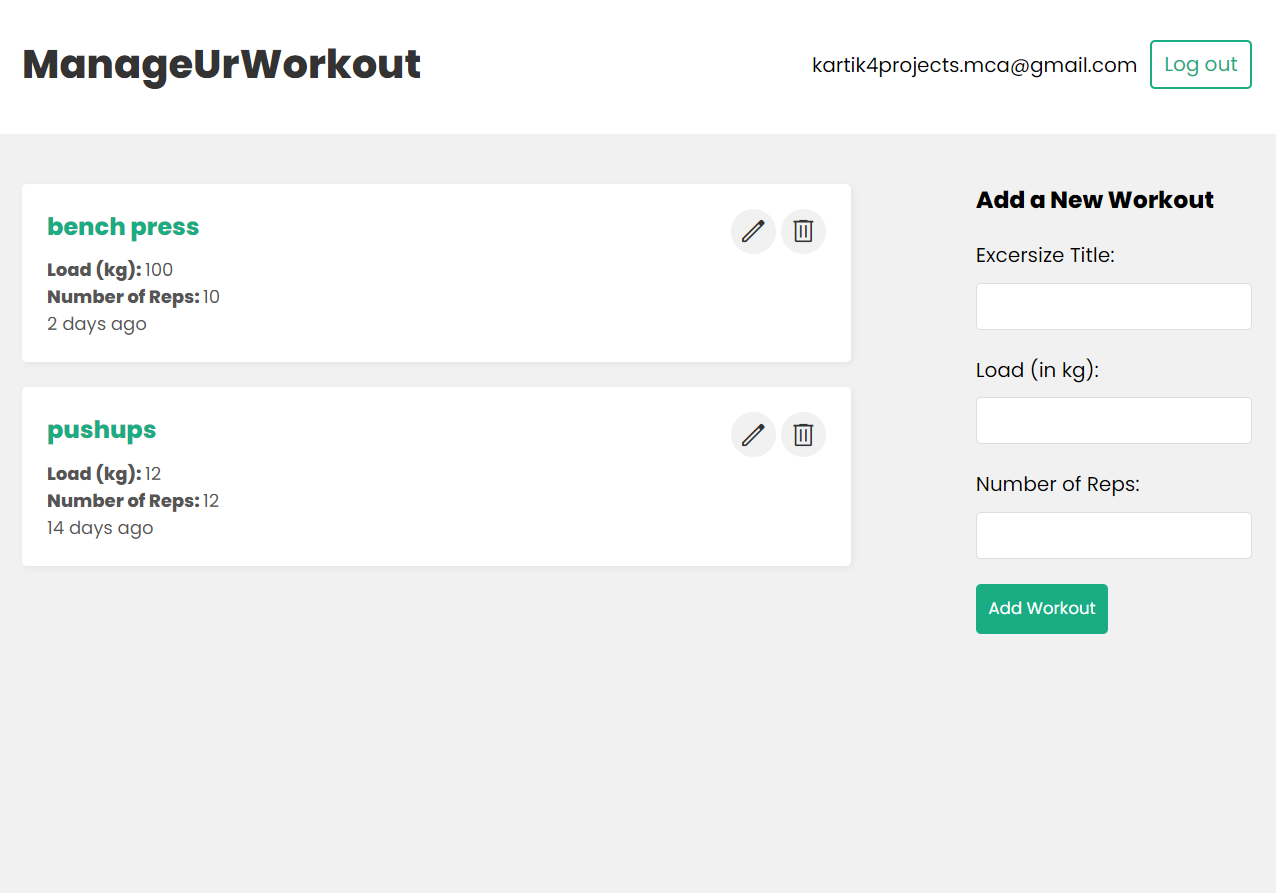 ManageUrWorkout
kartik4projects.mca@gmail.com
Log out
bench press
Load (kg): 100
Number of Reps: 10
2 days ago
pushups
Load (kg): 12
Number of Reps: 12
14 days ago
Add a New Workout
Excersize Title:
Load (in kg):
Number of Reps:
Add Workout